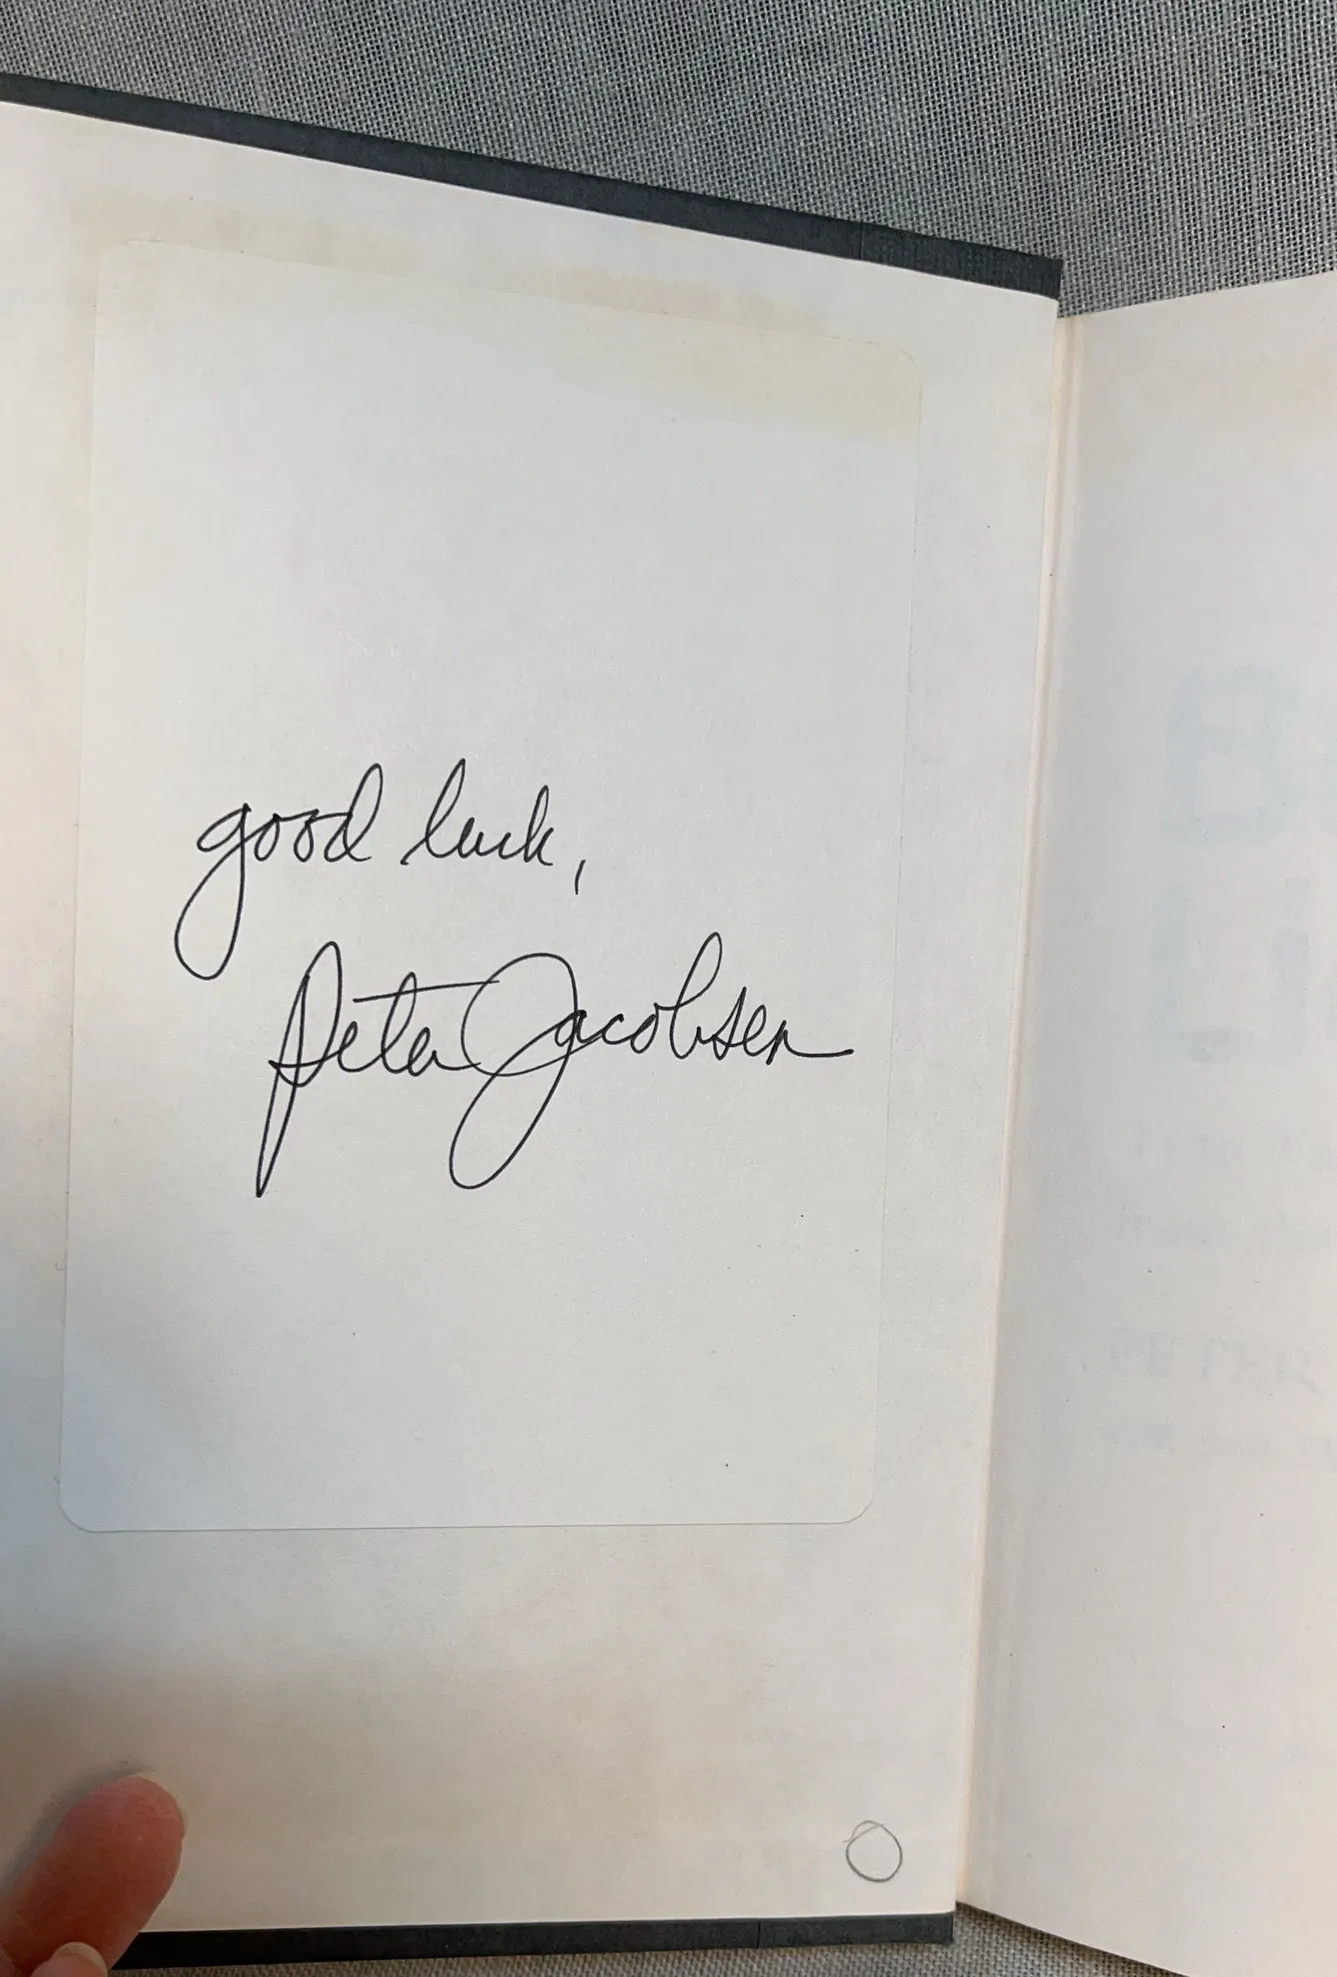 good luck,
Peter Jacobsen